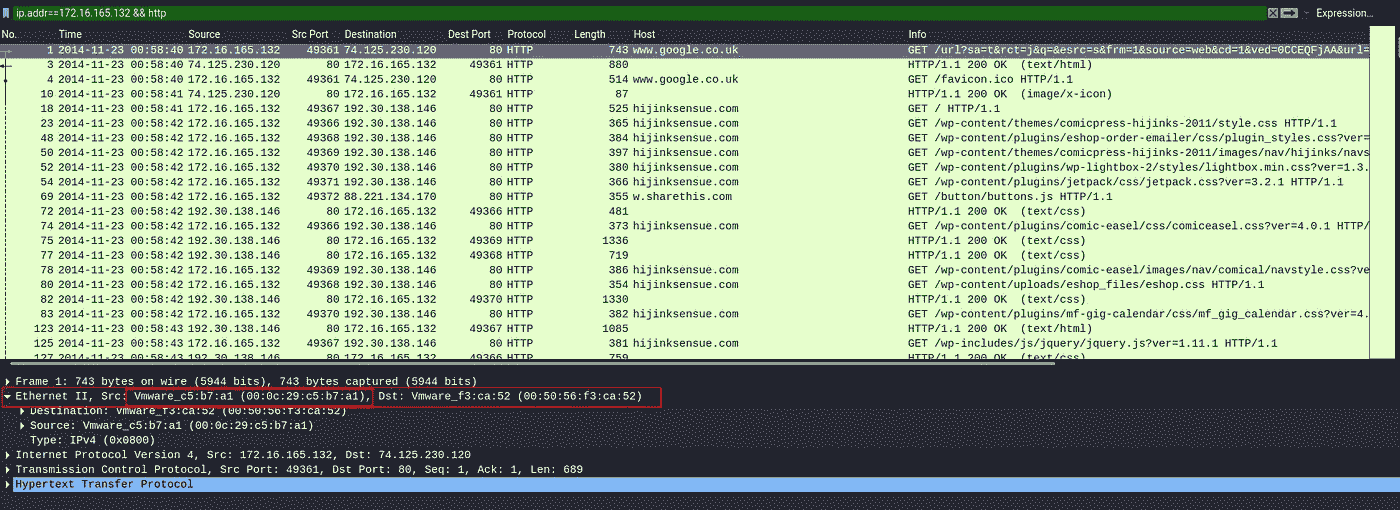 ip.addr==172.16.165.132 && http Expression…
No. Time Source Src Port Destination Dest Port Protocol Length Host Info
1 2014-11-23 00:58:40 172.16.165.132 49361 74.125.230.120 80 HTTP 743 www.google.co.uk GET /url?sa=t&rct=j&q=&esrc=s&frm=1&source=web&cd=1&ved=0CCEQFjAA&url=
3 2014-11-23 00:58:40 74.125.230.120 80 172.16.165.132 49361 HTTP 880 HTTP/1.1 200 OK (text/html)
4 2014-11-23 00:58:40 172.16.165.132 49361 74.125.230.120 80 HTTP 514 www.google.co.uk GET /favicon.ico HTTP/1.1
10 2014-11-23 00:58:41 74.125.230.120 80 172.16.165.132 49361 HTTP 87 HTTP/1.1 200 OK (image/x-icon)
18 2014-11-23 00:58:41 172.16.165.132 49367 192.30.138.146 80 HTTP 525 hijinksensue.com GET / HTTP/1.1
23 2014-11-23 00:58:42 172.16.165.132 49366 192.30.138.146 80 HTTP 365 hijinksensue.com GET /wp-content/themes/comicpress-hijinks-2011/style.css HTTP/1.1
48 2014-11-23 00:58:42 172.16.165.132 49368 192.30.138.146 80 HTTP 384 hijinksensue.com GET /wp-content/plugins/eshop-order-emailer/css/plugin_styles.css?ver=
50 2014-11-23 00:58:42 172.16.165.132 49369 192.30.138.146 80 HTTP 397 hijinksensue.com GET /wp-content/themes/comicpress-hijinks-2011/images/nav/hijinks/navs
52 2014-11-23 00:58:42 172.16.165.132 49370 192.30.138.146 80 HTTP 380 hijinksensue.com GET /wp-content/plugins/wp-lightbox-2/styles/lightbox.min.css?ver=1.3.
54 2014-11-23 00:58:42 172.16.165.132 49371 192.30.138.146 80 HTTP 366 hijinksensue.com GET /wp-content/plugins/jetpack/css/jetpack.css?ver=3.2.1 HTTP/1.1
69 2014-11-23 00:58:42 172.16.165.132 49372 88.221.134.170 80 HTTP 355 w.sharethis.com GET /button/buttons.js HTTP/1.1
72 2014-11-23 00:58:42 192.30.138.146 80 172.16.165.132 49366 HTTP 481 HTTP/1.1 200 OK (text/css)
74 2014-11-23 00:58:42 172.16.165.132 49366 192.30.138.146 80 HTTP 373 hijinksensue.com GET /wp-content/plugins/comic-easel/css/comiceasel.css?ver=4.0.1 HTTP/
75 2014-11-23 00:58:42 192.30.138.146 80 172.16.165.132 49369 HTTP 1336 HTTP/1.1 200 OK (text/css)
77 2014-11-23 00:58:42 192.30.138.146 80 172.16.165.132 49368 HTTP 719 HTTP/1.1 200 OK (text/css)
78 2014-11-23 00:58:42 172.16.165.132 49369 192.30.138.146 80 HTTP 386 hijinksensue.com GET /wp-content/plugins/comic-easel/images/nav/comical/navstyle.css?ve
80 2014-11-23 00:58:42 172.16.165.132 49368 192.30.138.146 80 HTTP 354 hijinksensue.com GET /wp-content/uploads/eshop_files/eshop.css HTTP/1.1
82 2014-11-23 00:58:42 192.30.138.146 80 172.16.165.132 49370 HTTP 1330 HTTP/1.1 200 OK (text/css)
83 2014-11-23 00:58:42 172.16.165.132 49370 192.30.138.146 80 HTTP 382 hijinksensue.com GET /wp-content/plugins/mf-gig-calendar/css/mf_gig_calendar.css?ver=4.
123 2014-11-23 00:58:43 192.30.138.146 80 172.16.165.132 49367 HTTP 1085 HTTP/1.1 200 OK (text/html)
125 2014-11-23 00:58:43 172.16.165.132 49367 192.30.138.146 80 HTTP 381 hijinksensue.com GET /wp-includes/js/jquery/jquery.js?ver=1.11.1 HTTP/1.1
127 2014-11-23 00:58:43 192.30.138.146 80 172.16.165.132 49366 HTTP 759 HTTP/1.1 200 OK (text/css)
Frame 1: 743 bytes on wire (5944 bits), 743 bytes captured (5944 bits)
Ethernet II, Src: Vmware_c5:b7:a1 (00:0c:29:c5:b7:a1), Dst: Vmware_f3:ca:52 (00:50:56:f3:ca:52)
Destination: Vmware_f3:ca:52 (00:50:56:f3:ca:52)
Source: Vmware_c5:b7:a1 (00:0c:29:c5:b7:a1)
Type: IPv4 (0x0800)
Internet Protocol Version 4, Src: 172.16.165.132, Dst: 74.125.230.120
Transmission Control Protocol, Src Port: 49361, Dst Port: 80, Seq: 1, Ack: 1, Len: 689
Hypertext Transfer Protocol